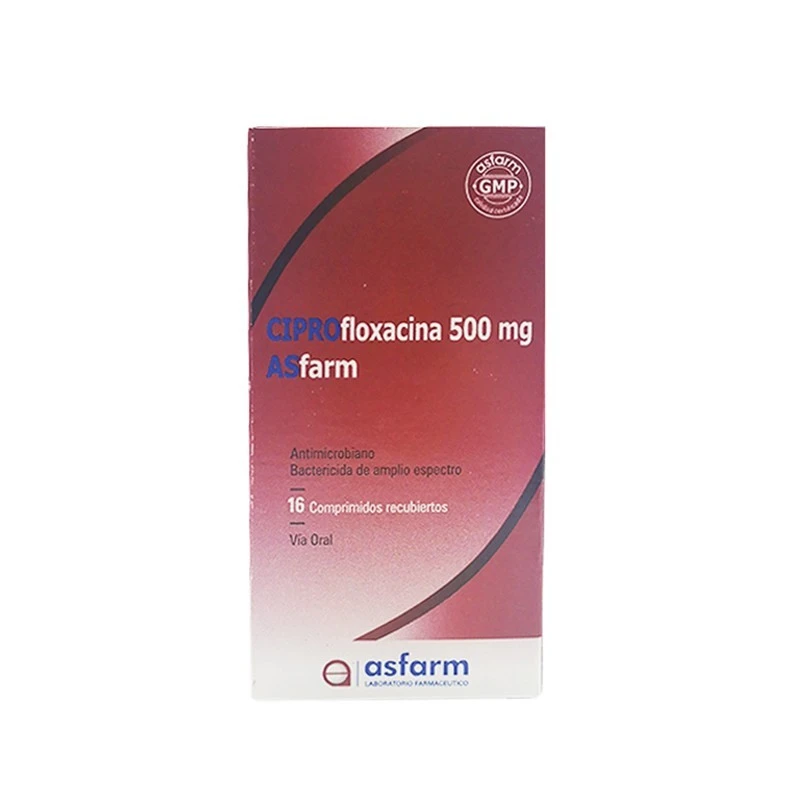 asfarm
GMP
CIPROfloxacina 500 mg
ASfarm
Antimicrobiano
Bactericida de amplio espectro
16 Comprimidos recubiertos
Vía Oral
asfarm
LABORATORIO FARMACEUTICO